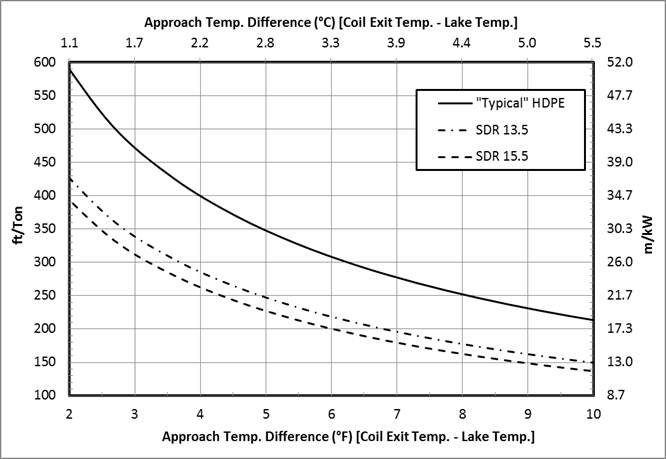 Approach Temp. Difference (°C) [Coil Exit Temp. - Lake Temp.]
1.1 1.7 2.2 2.8 3.3 3.9 4.4 5.0 5.5
600 52.0
550 47.7
500 43.3
450 39.0
400 34.7
350 30.3
300 26.0
250 21.7
200 17.3
150 13.0
100 8.7
ft/Ton
m/kW
"Typical" HDPE
SDR 13.5
SDR 15.5
2 3 4 5 6 7 8 9 10
Approach Temp. Difference (°F) [Coil Exit Temp. - Lake Temp.]